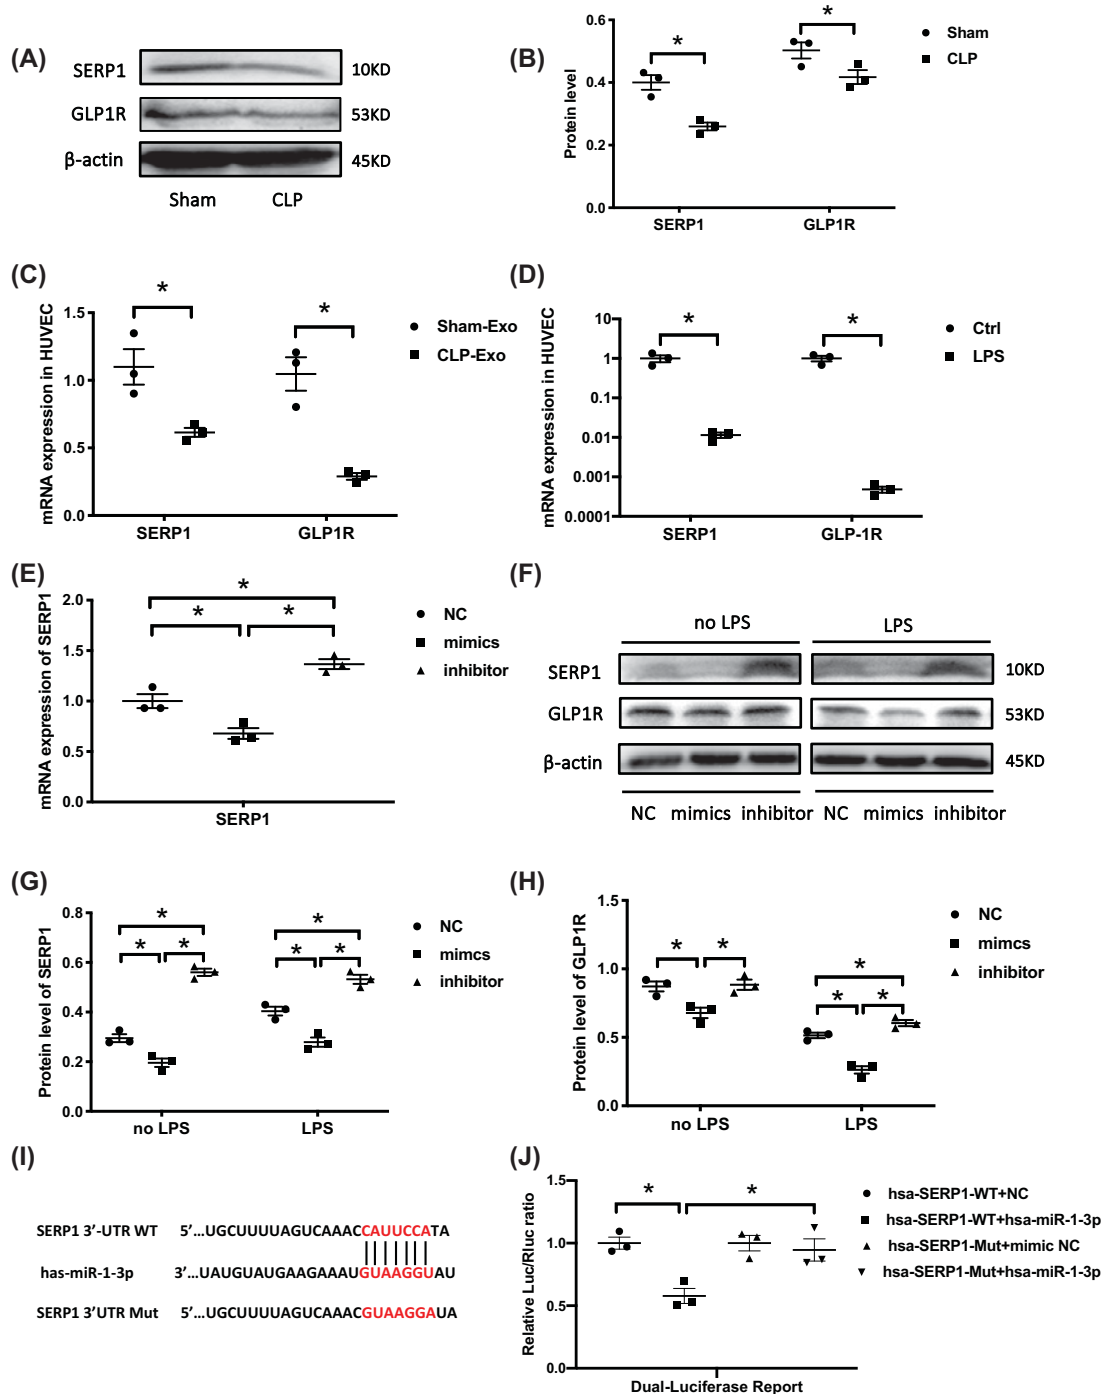 (A)
SERP1
10KD
GLP1R
53KD
β-actin
45KD
Sham CLP
(B)
Protein level
0.6
0.4
0.2
0.0
*
*
SERP1 GLP1R
Sham
CLP
(C)
mRNA expression in HUVEC
1.5
1.0
0.5
0.0
*
*
SERP1 GLP1R
Sham-Exo
CLP-Exo
(D)
mRNA expression in HUVEC
10
1
0.1
0.01
0.001
0.0001
*
*
SERP1 GLP-1R
Ctrl
LPS
(E)
mRNA expression of SERP1
2.0
1.5
1.0
0.5
0.0
*
*
*
SERP1
NC
mimics
inhibitor
(F)
no LPS LPS
SERP1
10KD
GLP1R
53KD
β-actin
45KD
NC mimics inhibitor NC mimics inhibitor
(G)
Protein level of SERP1
0.8
0.6
0.4
0.2
0.0
*
* *
*
* *
no LPS LPS
NC
mimcs
inhibitor
(H)
Protein level of GLP1R
1.5
1.0
0.5
0.0
* *
*
* *
no LPS LPS
NC
mimcs
inhibitor
(I)
SERP1 3’-UTR WT 5’...UGCUUUUAGUCAAACCAUUCCATA
has-miR-1-3p 3’...UAUGUAUGAAGAAAUGUAAGGUAU
SERP1 3’UTR Mut 5’...UGCUUUUAGUCAAACGUAAGGAUA
(J)
Relative Luc/Rluc ratio
1.5
1.0
0.5
0.0
*
*
Dual-Luciferase Report
hsa-SERP1-WT+NC
hsa-SERP1-WT+hsa-miR-1-3p
hsa-SERP1-Mut+mimic NC
hsa-SERP1-Mut+hsa-miR-1-3p